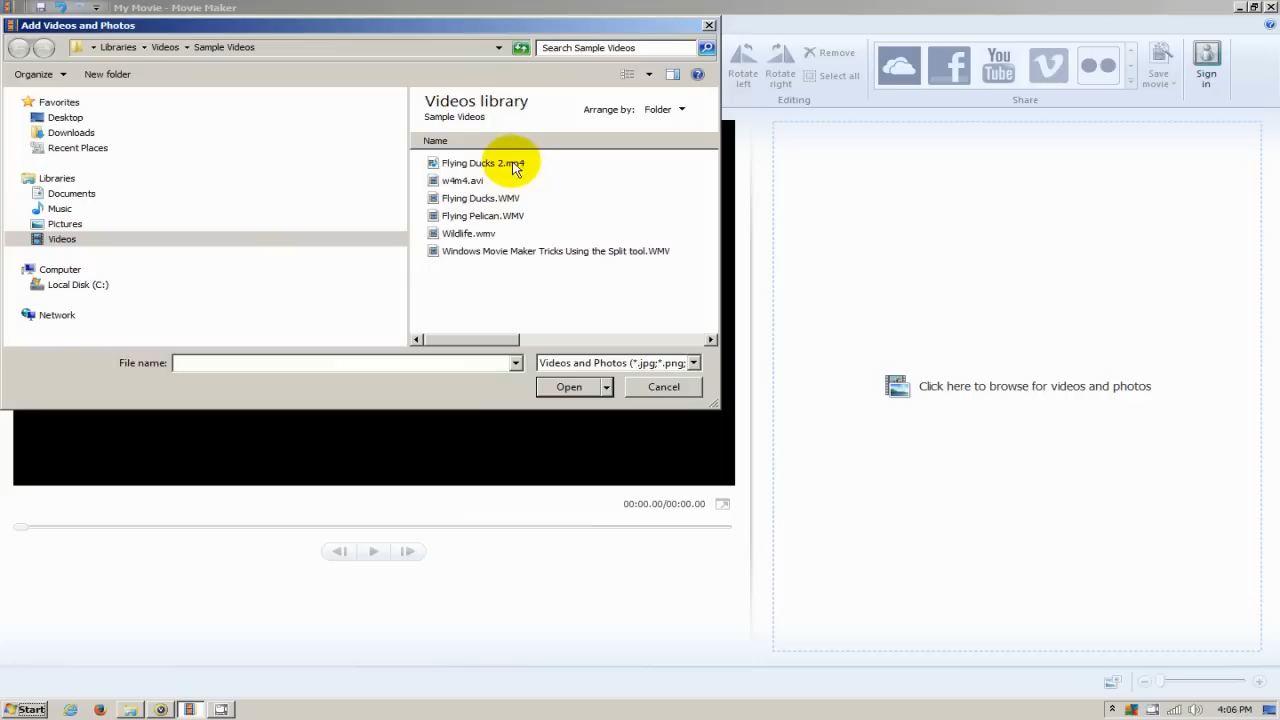 My Movie - Movie Maker
Add Videos and Photos
Libraries Videos Sample Videos
Search Sample Videos
Organize New folder
Favorites
Desktop
Downloads
Recent Places
Libraries
Documents
Music
Pictures
Videos
Computer
Local Disk (C:)
Network
Videos library
Sample Videos
Arrange by: Folder
Name
Flying Ducks 2.mp4
w4m4.avi
Flying Ducks.WMV
Flying Pelican.WMV
Wildlife.wmv
Windows Movie Maker Tricks Using the Split tool.WMV
File name:
Videos and Photos (*.jpg;*.png;
Open Cancel
Rotate left
Rotate right
Remove
Select all
Editing
You Tube
Share
Save movie
Sign in
Click here to browse for videos and photos
00:00.00/00:00.00
Start
4:06 PM